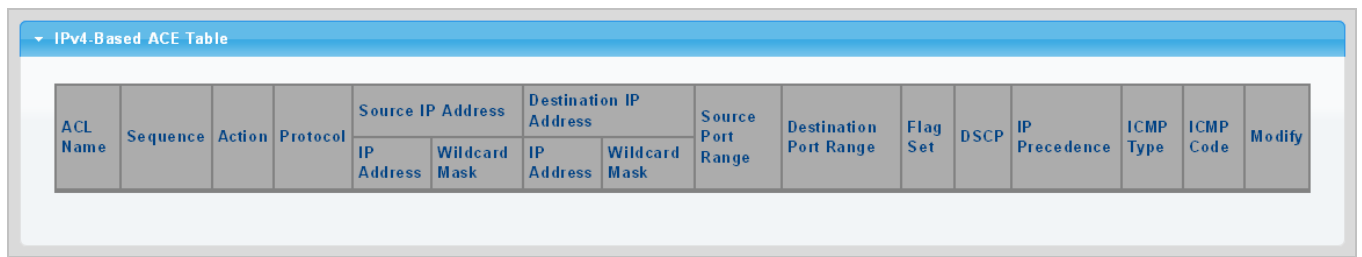 IPv4-Based ACE Table
ACL
Name
Sequence
Action
Protocol
Source IP Address
IP
Address
Wildcard
Mask
Destination IP
Address
IP
Address
Wildcard
Mask
Source
Port
Range
Destination
Port Range
Flag
Set
DSCP
IP
Precedence
ICMP
Type
ICMP
Code
Modify